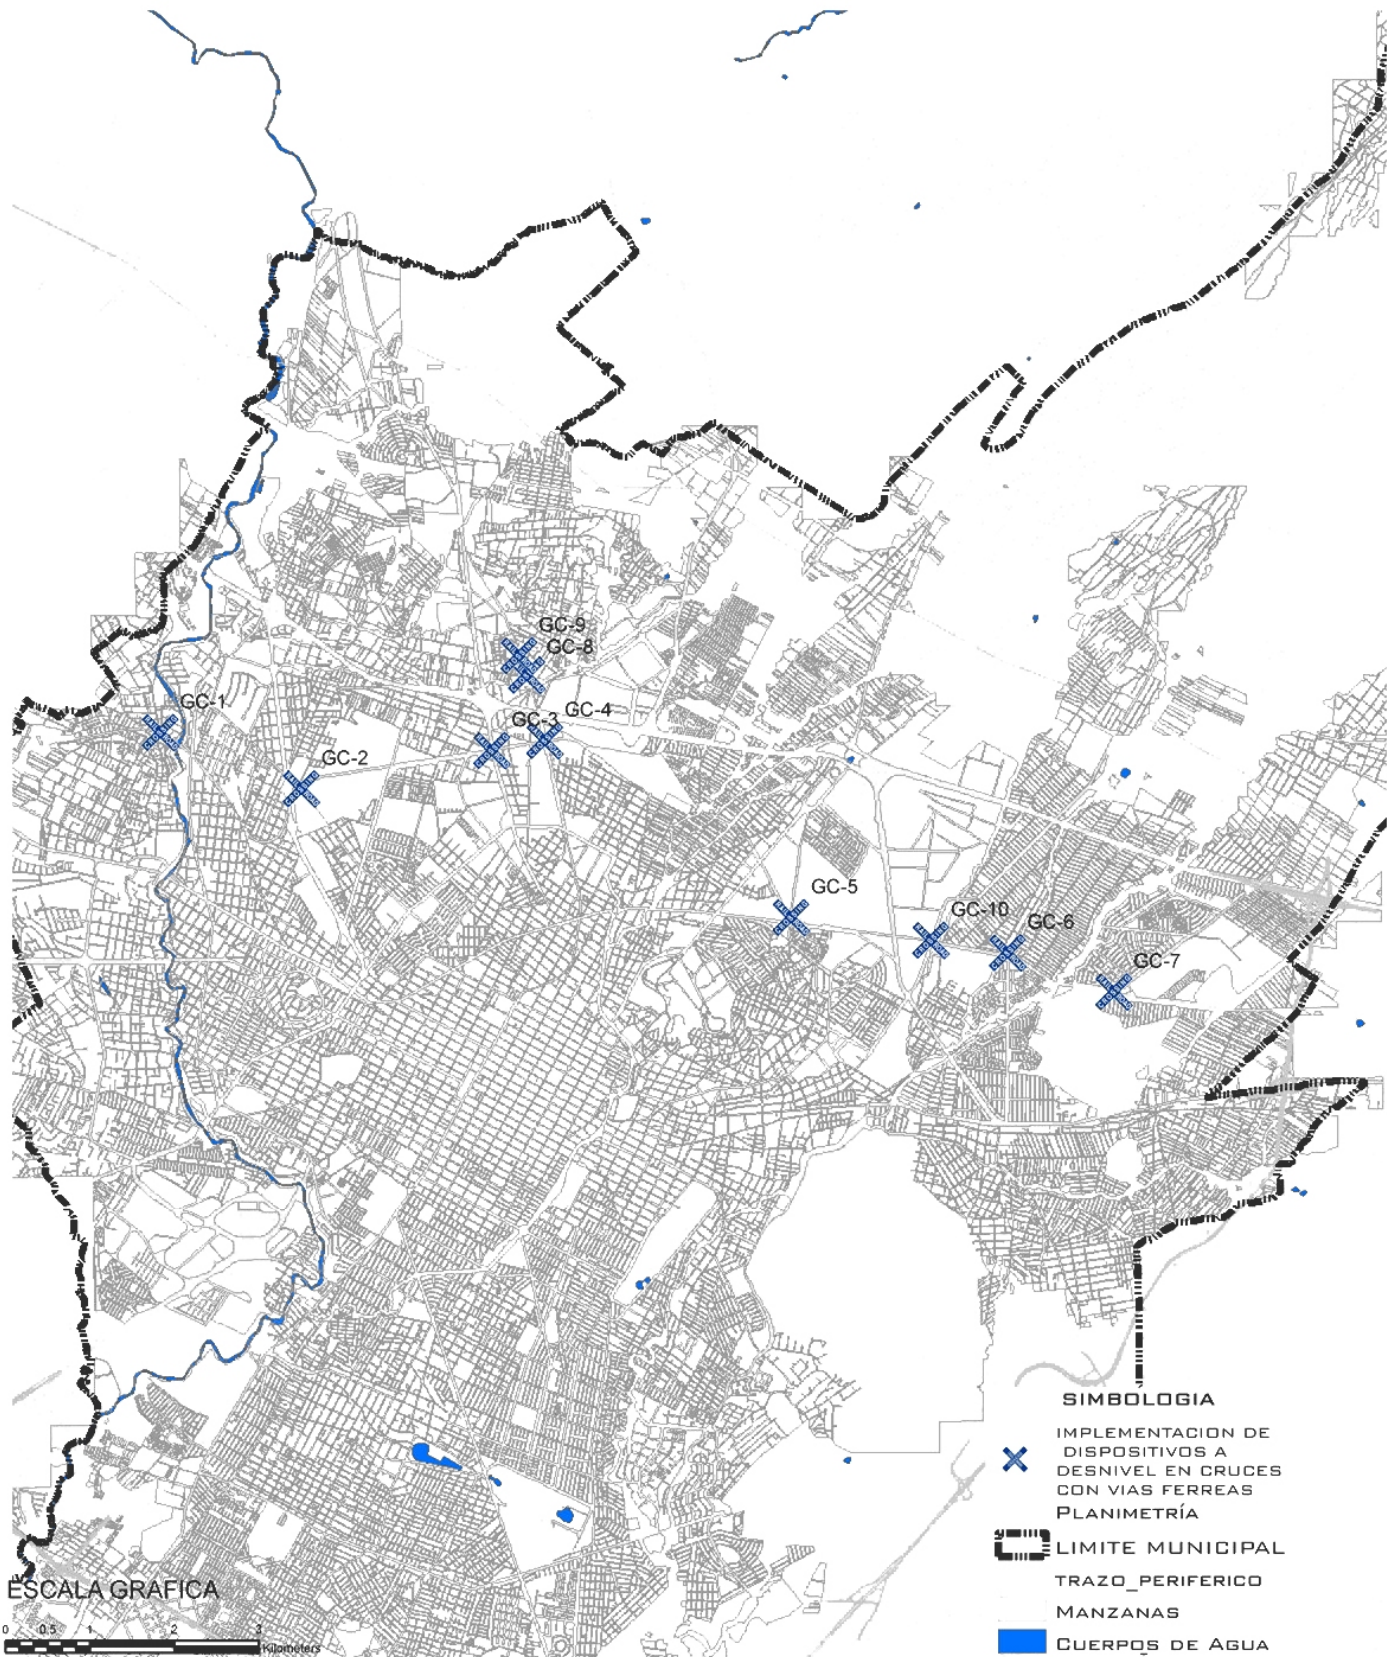 GC-9
GC-8
GC-1
GC-3
GC-4
GC-2
GC-5
GC-10
GC-6
GC-7
SIMBOLOGIA
IMPLEMENTACION DE
DISPOSITIVOS A
DESNIVEL EN CRUCES
CON VIAS FERREAS
PLANIMETRÍA
LIMITE MUNICIPAL
TRAZO_PERIFERICO
MANZANAS
CUERPOS DE AGUA
ESCALA GRAFICA
0 0.5 1 2 3
Kilometers